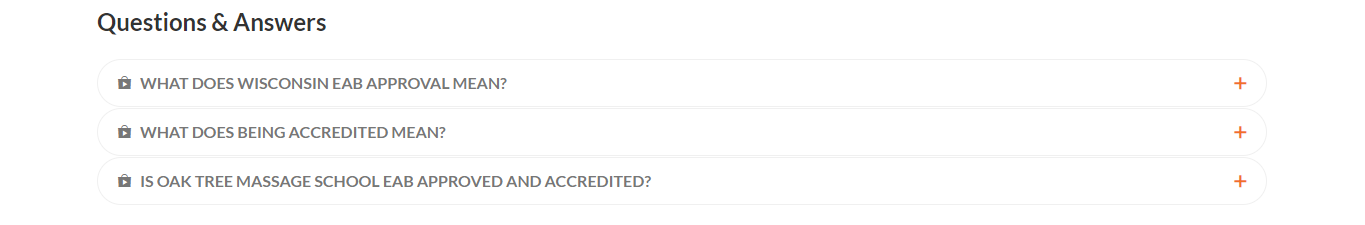 Questions & Answers
WHAT DOES WISCONSIN EAB APPROVAL MEAN?
WHAT DOES BEING ACCREDITED MEAN?
IS OAK TREE MASSAGE SCHOOL EAB APPROVED AND ACCREDITED?